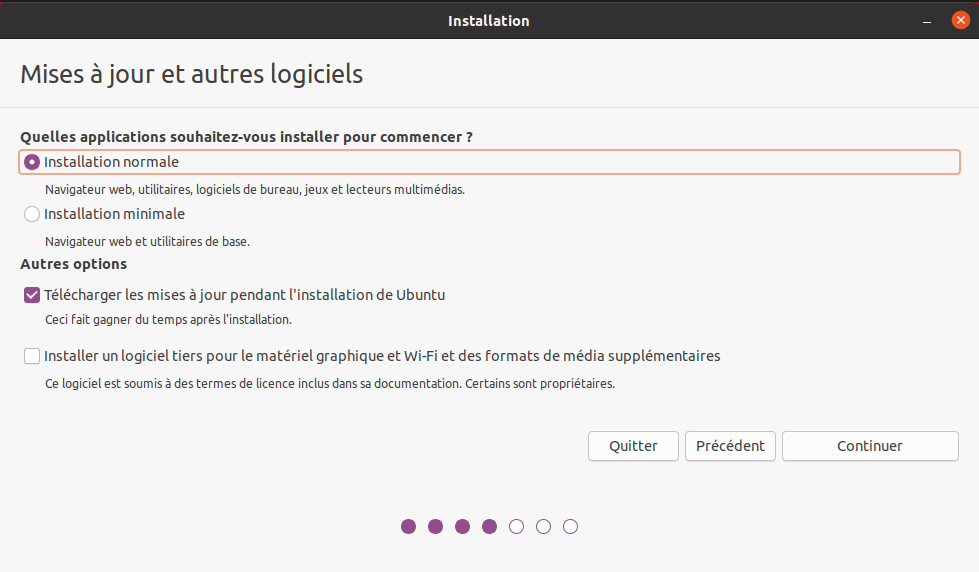 Installation
Mises à jour et autres logiciels
Quelles applications souhaitez-vous installer pour commencer ?
Installation normale
Navigateur web, utilitaires, logiciels de bureau, jeux et lecteurs multimédias.
Installation minimale
Navigateur web et utilitaires de base.
Autres options
Télécharger les mises à jour pendant l'installation de Ubuntu
Ceci fait gagner du temps après l'installation.
Installer un logiciel tiers pour le matériel graphique et Wi-Fi et des formats de média supplémentaires
Ce logiciel est soumis à des termes de licence inclus dans sa documentation. Certains sont propriétaires.
Quitter
Précédent
Continuer